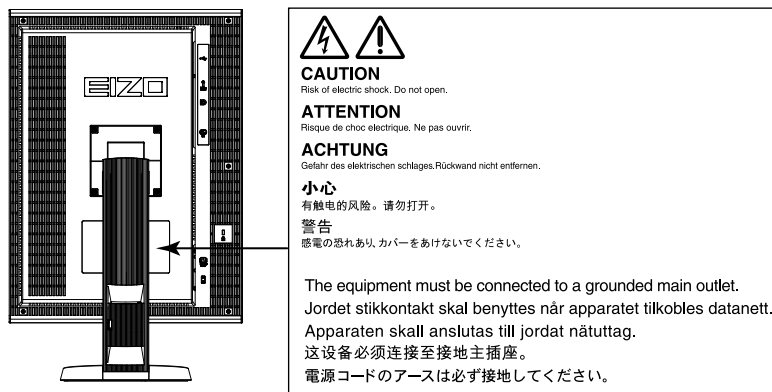 EIZO
CAUTION
Risk of electric shock. Do not open.
ATTENTION
Risque de choc electrique. Ne pas ouvrir.
ACHTUNG
Gefahr des elektrischen schlages.Rückwand nicht entfernen.
小心
有触电的风险。请勿打开。
警告
感電の恐れあり、カバーをあけないでください。
The equipment must be connected to a grounded main outlet.
Jordet stikkontakt skal benyttes når apparatet tilkobles datanett.
Apparaten skall anslutas till jordat nätuttag.
这设备必须连接至接地主插座。
電源コードのアースは必ず接地してください。